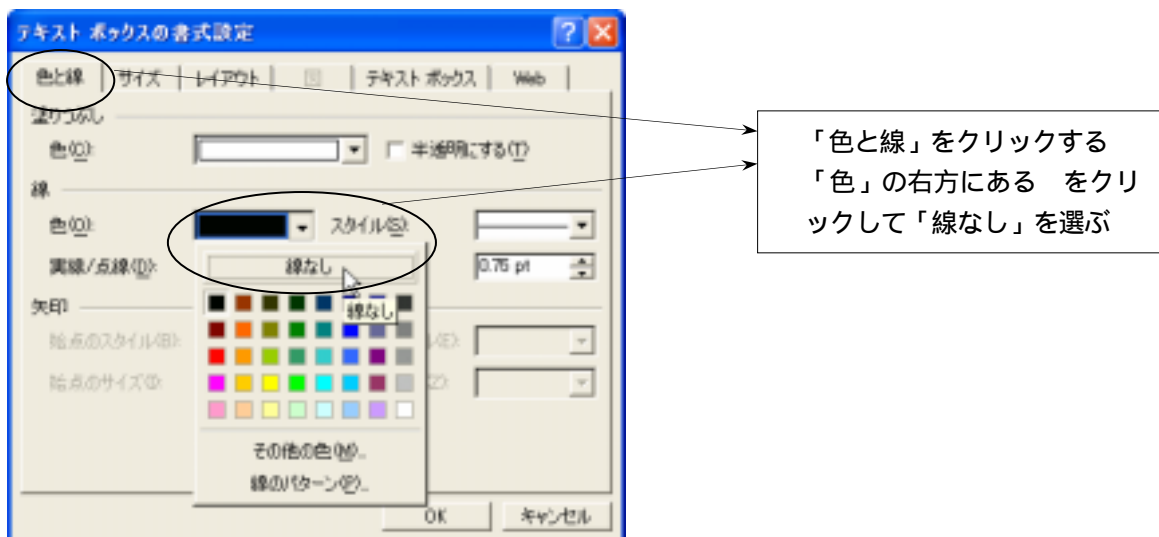 テキスト ボックスの書式設定
色と線 サイズ レイアウト 図 テキスト ボックス Web
塗りつぶし
色(C): 半透明にする(T)
線
色(O): スタイル(S):
実線/点線(D): 0.75 pt
線なし
線なし
矢印
始点のスタイル(B): ル(E):
始点のサイズ(I): (Z):
その他の色(M)...
線のパターン(P)...
OK キャンセル
「色と線」をクリックする
「色」の右方にある　をクリ
ックして「線なし」を選ぶ